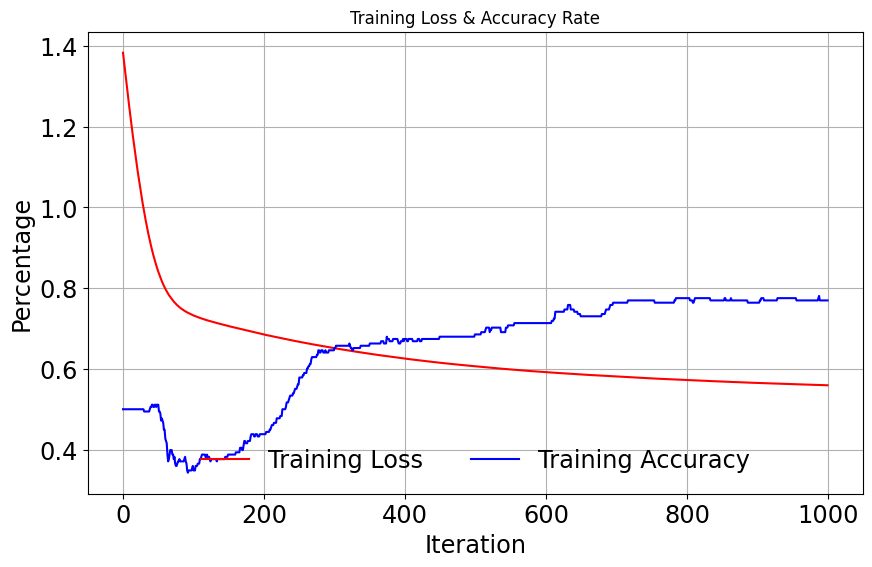 Training Loss & Accuracy Rate
Percentage
1.4
1.2
1.0
0.8
0.6
0.4
Training Loss Training Accuracy
0 200 400 600 800 1000
Iteration